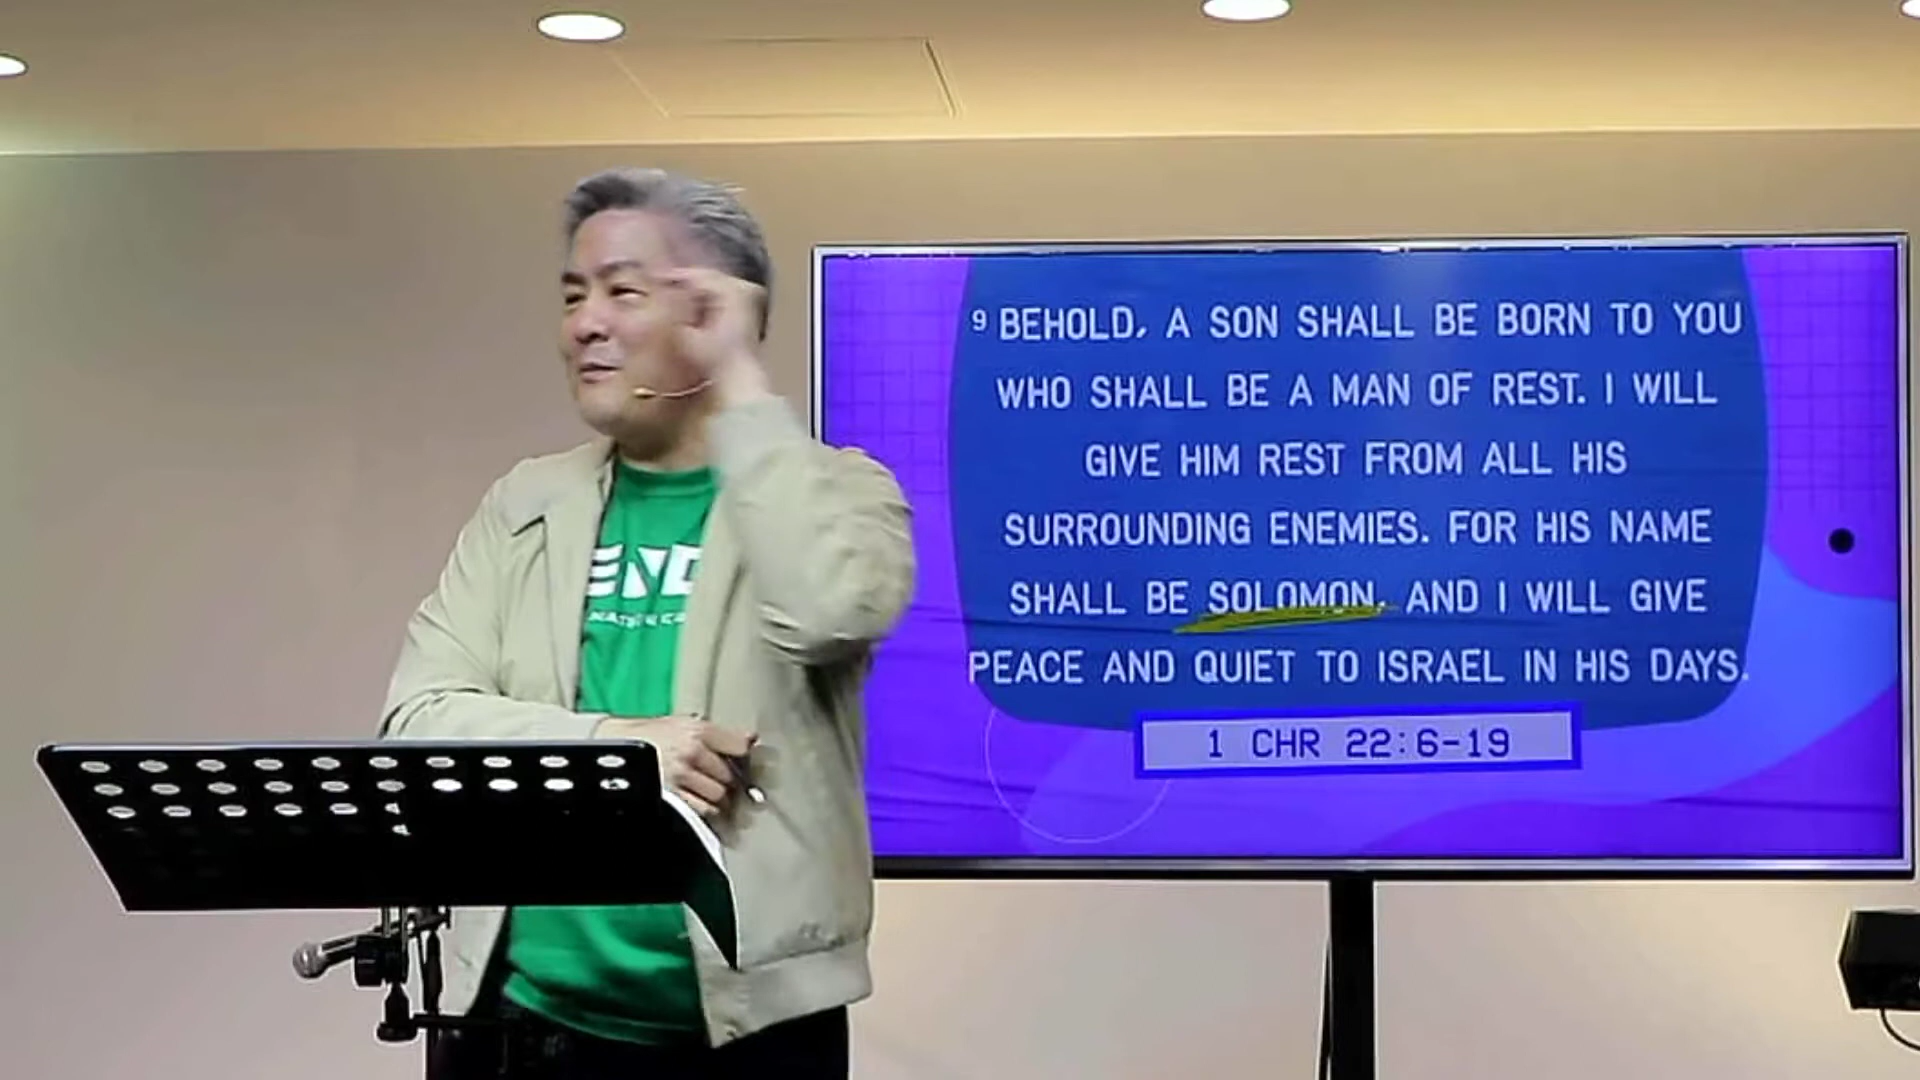 9 BEHOLD, A SON SHALL BE BORN TO YOU
WHO SHALL BE A MAN OF REST. I WILL
GIVE HIM REST FROM ALL HIS
SURROUNDING ENEMIES. FOR HIS NAME
SHALL BE SOLOMON, AND I WILL GIVE
PEACE AND QUIET TO ISRAEL IN HIS DAYS.
1 CHR 22:6-19